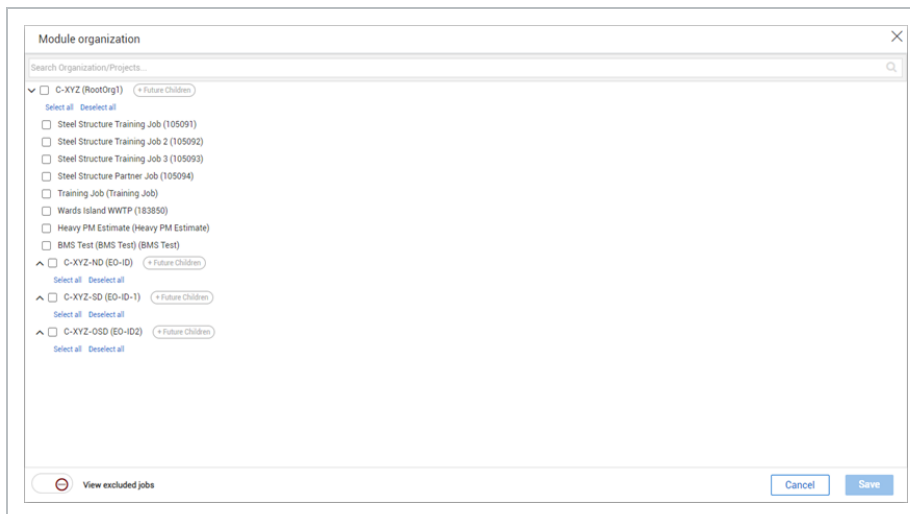 Module organization
Search Organization/Projects...
C-XYZ (RootOrg1) + Future Children
Select all Deselect all
Steel Structure Training Job (105091)
Steel Structure Training Job 2 (105092)
Steel Structure Training Job 3 (105093)
Steel Structure Partner Job (105094)
Training Job (Training Job)
Wards Island WWTP (183850)
Heavy PM Estimate (Heavy PM Estimate)
BMS Test (BMS Test) (BMS Test)
C-XYZ-ND (EO-ID) + Future Children
Select all Deselect all
C-XYZ-SD (EO-ID-1) + Future Children
Select all Deselect all
C-XYZ-OSD (EO-ID2) + Future Children
Select all Deselect all
View excluded jobs Cancel Save